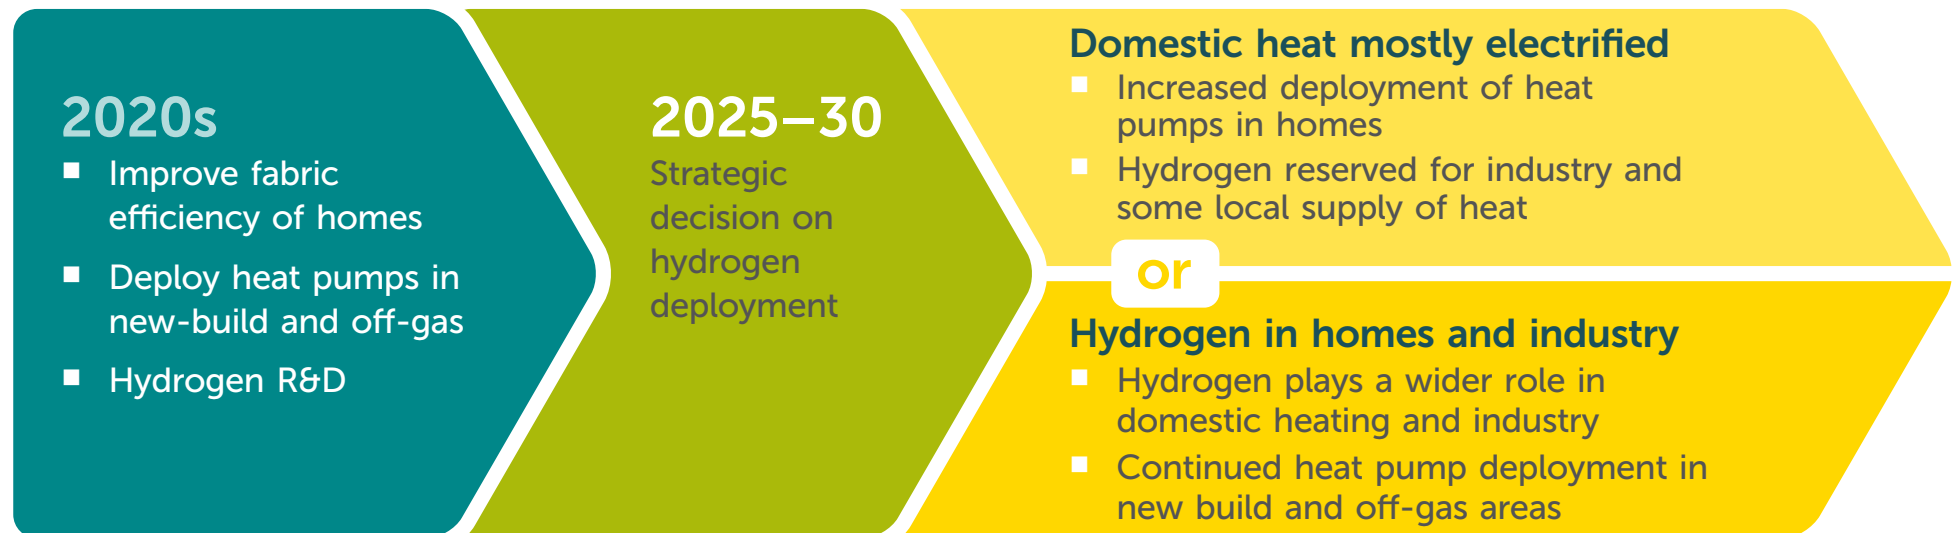 2020s
▪ Improve fabric
efficiency of homes
▪ Deploy heat pumps in
new-build and off-gas
▪ Hydrogen R&D
2025–30
Strategic
decision on
hydrogen
deployment
Domestic heat mostly electrified
▪ Increased deployment of heat
pumps in homes
▪ Hydrogen reserved for industry and
some local supply of heat
or
Hydrogen in homes and industry
▪ Hydrogen plays a wider role in
domestic heating and industry
▪ Continued heat pump deployment in
new build and off-gas areas